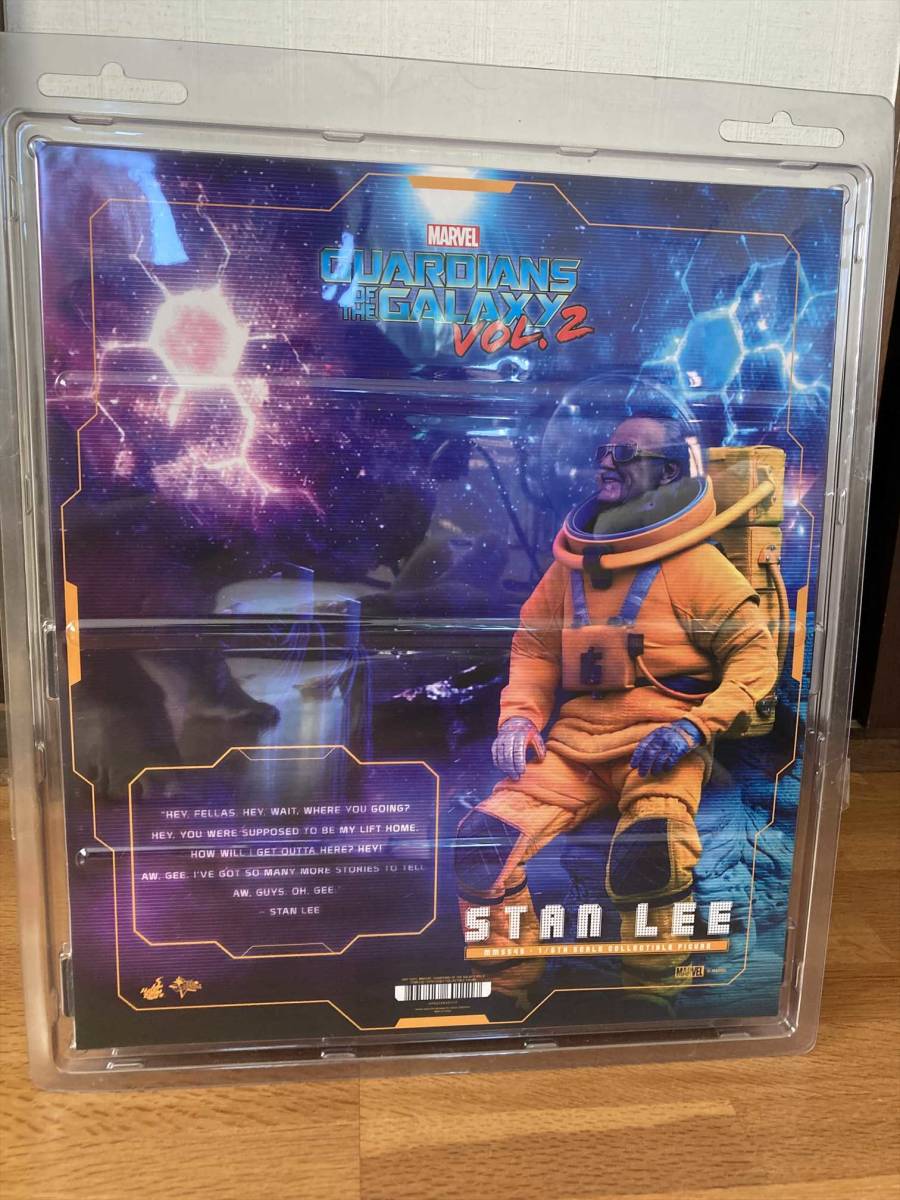 MARVEL
GUARDIANS
OF THE GALAXY
VOL. 2
"HEY, FELLAS. HEY, WAIT. WHERE YOU GOING?
HEY, YOU WERE SUPPOSED TO BE MY LIFT HOME.
HOW WILL I GET OUTTA HERE? HEY!
AW, GEE. I'VE GOT SO MANY MORE STORIES TO TELL.
AW, GUYS. OH, GEE."
– STAN LEE
STAN LEE
1/6TH SCALE COLLECTIBLE FIGURE
MARVEL